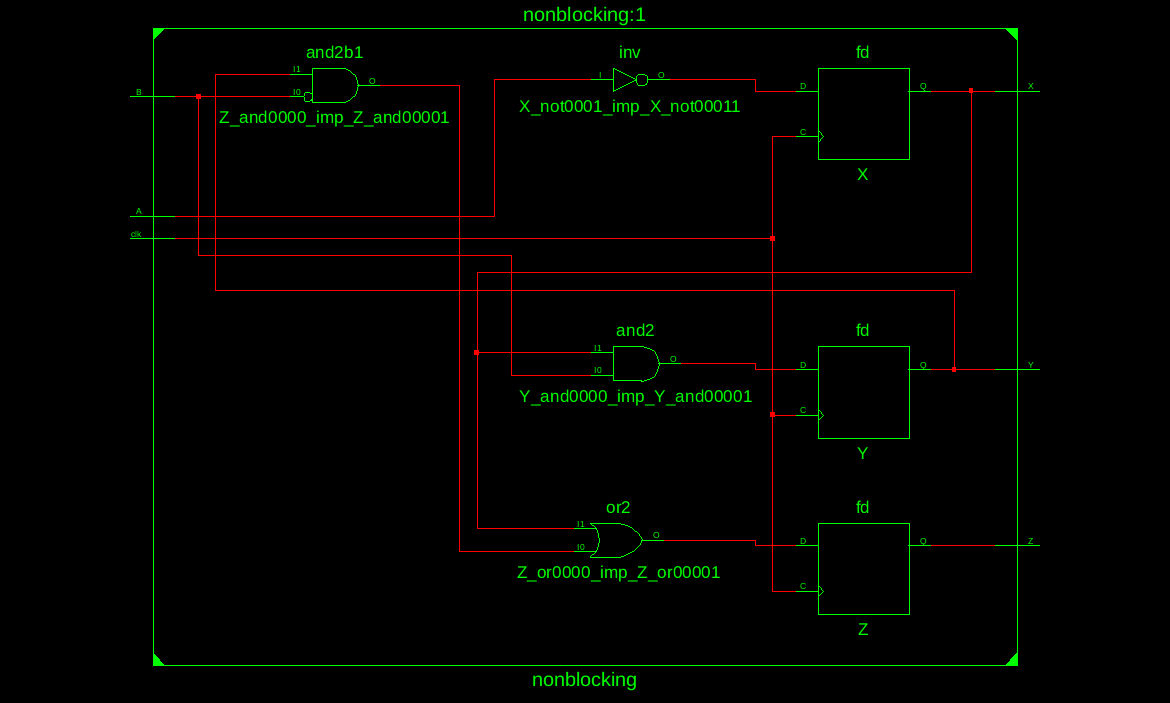 nonblocking:1
and2b1
inv
fd
I1
O
I
O
D
Q
X
B
I0
Z_and0000_imp_Z_and00001
X_not0001_imp_X_not00011
C
X
A
clk
and2
fd
I1
O
D
Q
Y
I0
Y_and0000_imp_Y_and00001
C
Y
or2
fd
I1
O
D
Q
Z
I0
Z_or0000_imp_Z_or00001
C
Z
nonblocking